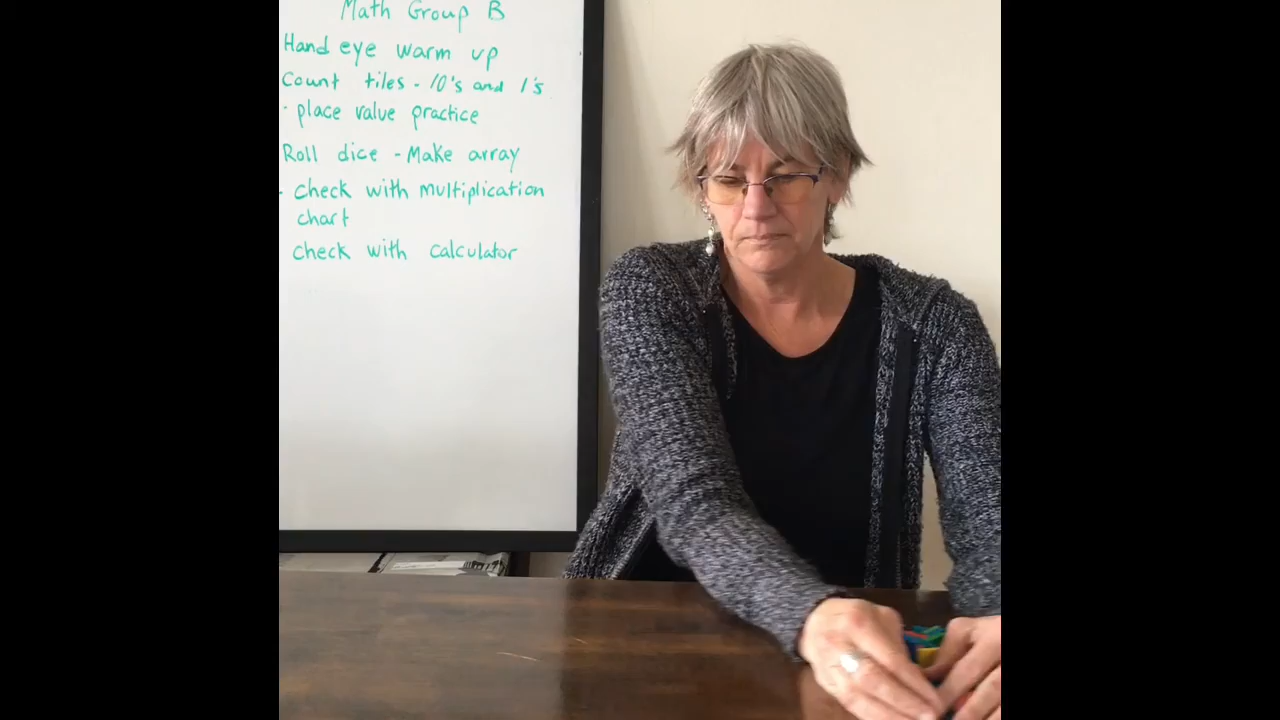 Math Group B
Hand eye warm up
Count tiles - 10's and 1's
- place value practice
Roll dice - Make array
- check with multiplication
chart
check with calculator